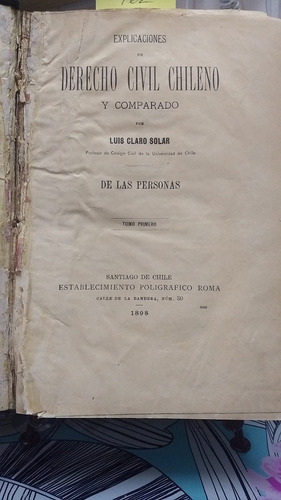 EXPLICACIONES
DE
DERECHO CIVIL CHILENO
Y COMPARADO
POR
LUIS CLARO SOLAR
Profesor de Código Civil de la Universidad de Chile
DE LAS PERSONAS
TOMO PRIMERO
SANTIAGO DE CHILE
ESTABLECIMIENTO POLIGRAFICO ROMA
CALLE DE LA BANDERA, NÚM. 30
1898